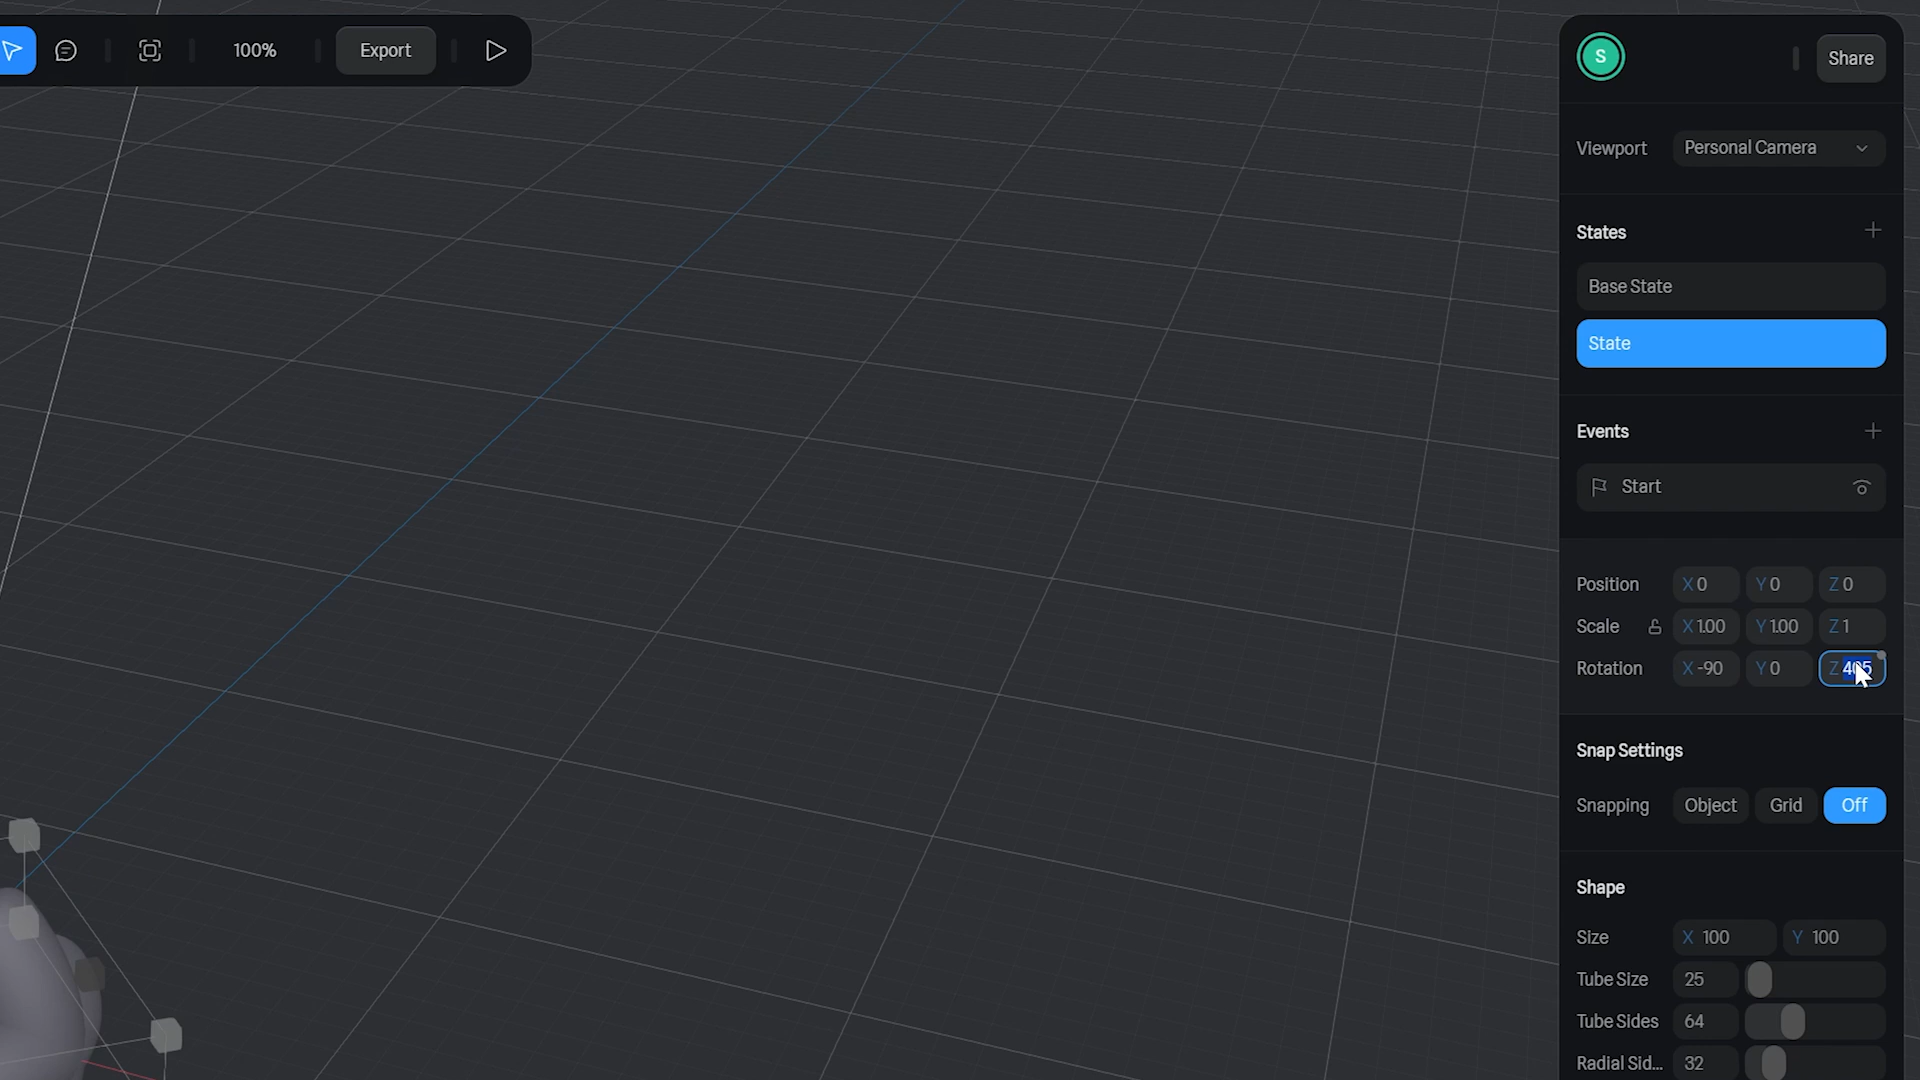 100%
Export
S
Share
Viewport
Personal Camera
States
Base State
State
Events
Start
Position X 0 Y 0 Z 0
Scale X 1.00 Y 1.00 Z 1
Rotation X -90 Y 0 Z 405
Snap Settings
Snapping Object Grid Off
Shape
Size X 100 Y 100
Tube Size 25
Tube Sides 64
Radial Sid... 32